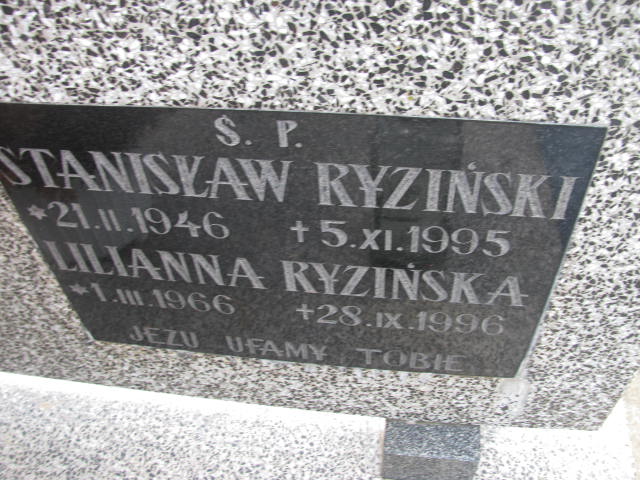 Ś. P.
STANISŁAW RYZIŃSKI
*21.II.1946 +5.XI.1995
LILIANNA RYZIŃSKA
*1.III.1966 +28.IX.1996
JEZU UFAMY TOBIE